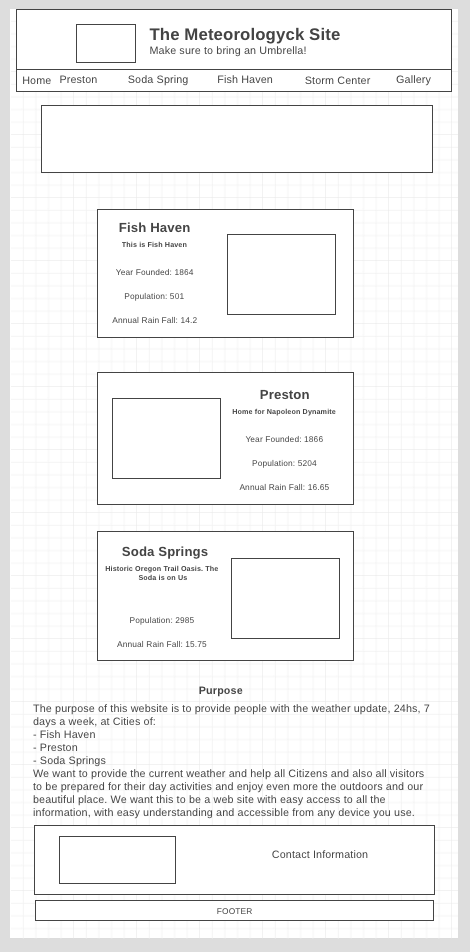 The Meteorologyck Site
Make sure to bring an Umbrella!
Home Preston Soda Spring Fish Haven Storm Center Gallery
Fish Haven
This is Fish Haven
Year Founded: 1864
Population: 501
Annual Rain Fall: 14.2
Preston
Home for Napoleon Dynamite
Year Founded: 1866
Population: 5204
Annual Rain Fall: 16.65
Soda Springs
Historic Oregon Trail Oasis. The
Soda is on Us
Population: 2985
Annual Rain Fall: 15.75
Purpose
The purpose of this website is to provide people with the weather update, 24hs, 7
days a week, at Cities of:
- Fish Haven
- Preston
- Soda Springs
We want to provide the current weather and help all Citizens and also all visitors
to be prepared for their day activities and enjoy even more the outdoors and our
beautiful place. We want this to be a web site with easy access to all the
information, with easy understanding and accessible from any device you use.
Contact Information
FOOTER